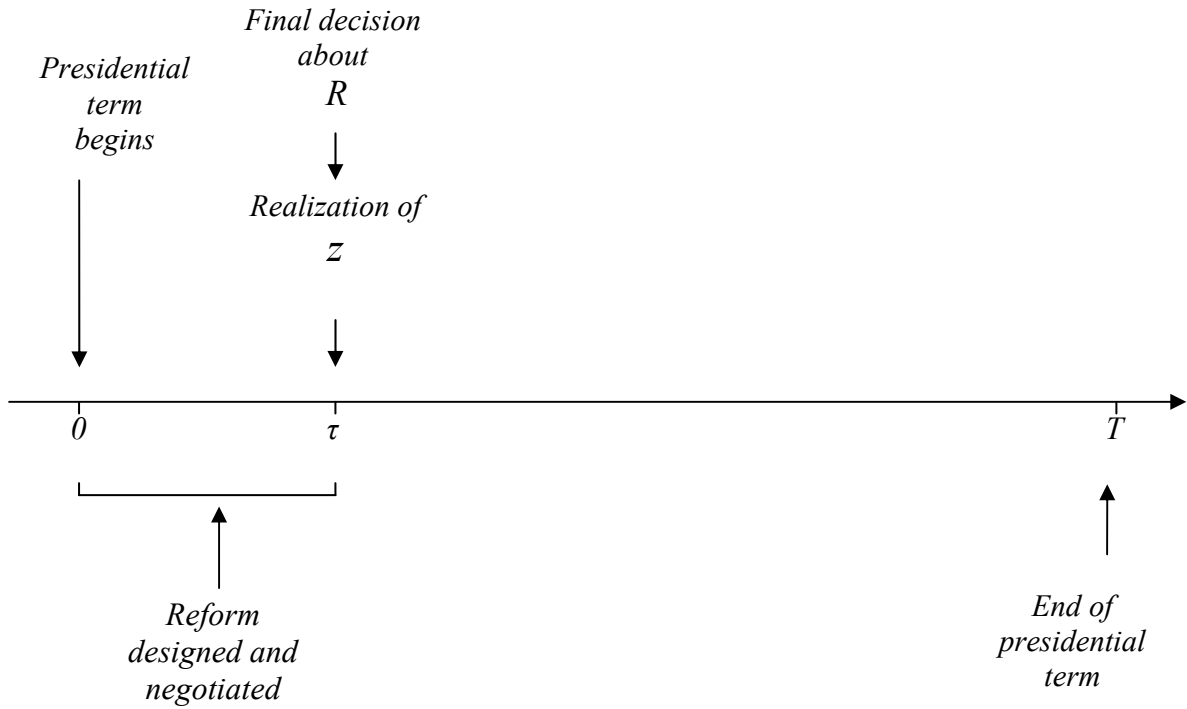 Final decision
about
R
Presidential
term
begins
Realization of
z
0
τ
T
Reform
designed and
negotiated
End of
presidential
term